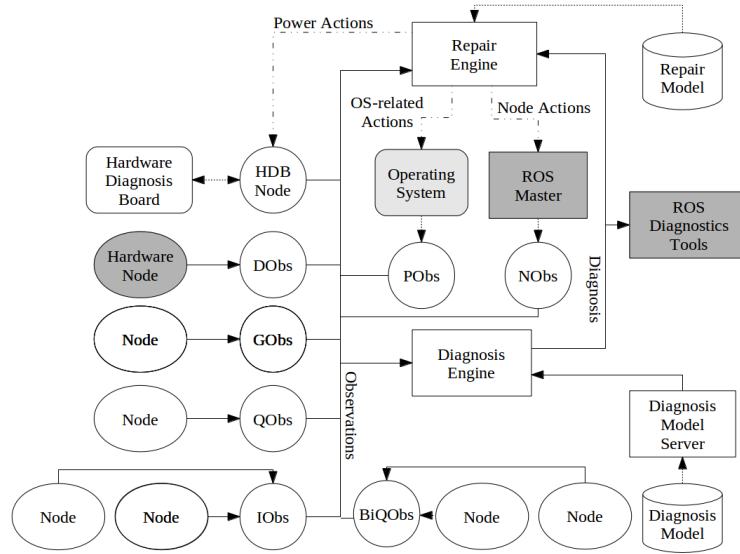 Power Actions
Repair
Engine
Repair
Model
OS-related
Actions
Node Actions
Hardware
Diagnosis
Board
HDB
Node
Operating
System
ROS
Master
ROS
Diagnostics
Tools
Hardware
Node
DObs
PObs
NObs
Diagnosis
Node
GObs
Diagnosis
Engine
Observations
Node
QObs
Diagnosis
Model
Server
Node
Node
IObs
BiQObs
Node
Node
Diagnosis
Model